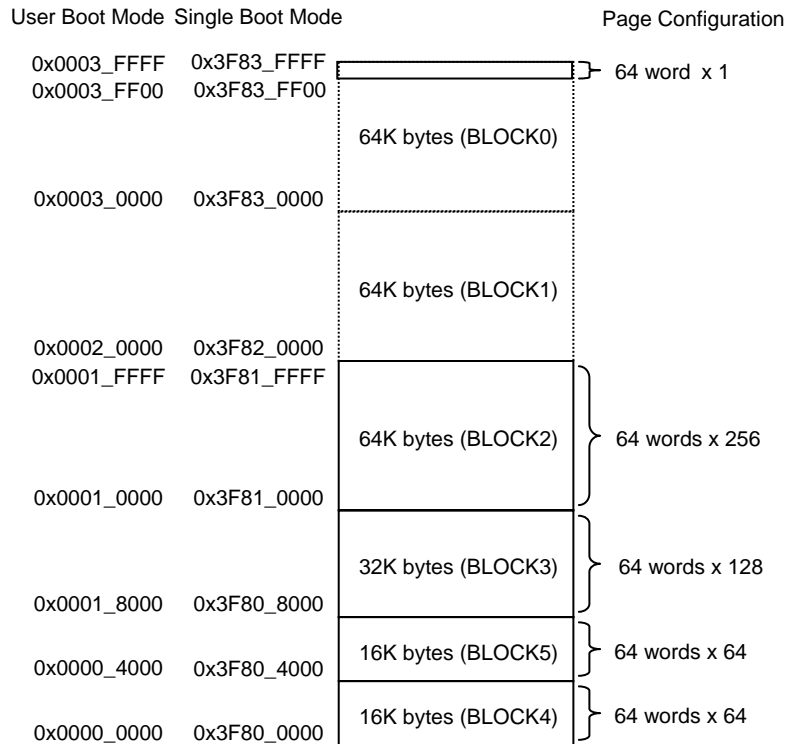 User Boot Mode Single Boot Mode Page Configuration
0x0003_FFFF 0x3F83_FFFF
64 word x 1
0x0003_FF00 0x3F83_FF00
64K bytes (BLOCK0)
0x0003_0000 0x3F83_0000
64K bytes (BLOCK1)
0x0002_0000 0x3F82_0000
0x0001_FFFF 0x3F81_FFFF
64K bytes (BLOCK2) 64 words x 256
0x0001_0000 0x3F81_0000
32K bytes (BLOCK3) 64 words x 128
0x0001_8000 0x3F80_8000
16K bytes (BLOCK5) 64 words x 64
0x0000_4000 0x3F80_4000
16K bytes (BLOCK4) 64 words x 64
0x0000_0000 0x3F80_0000